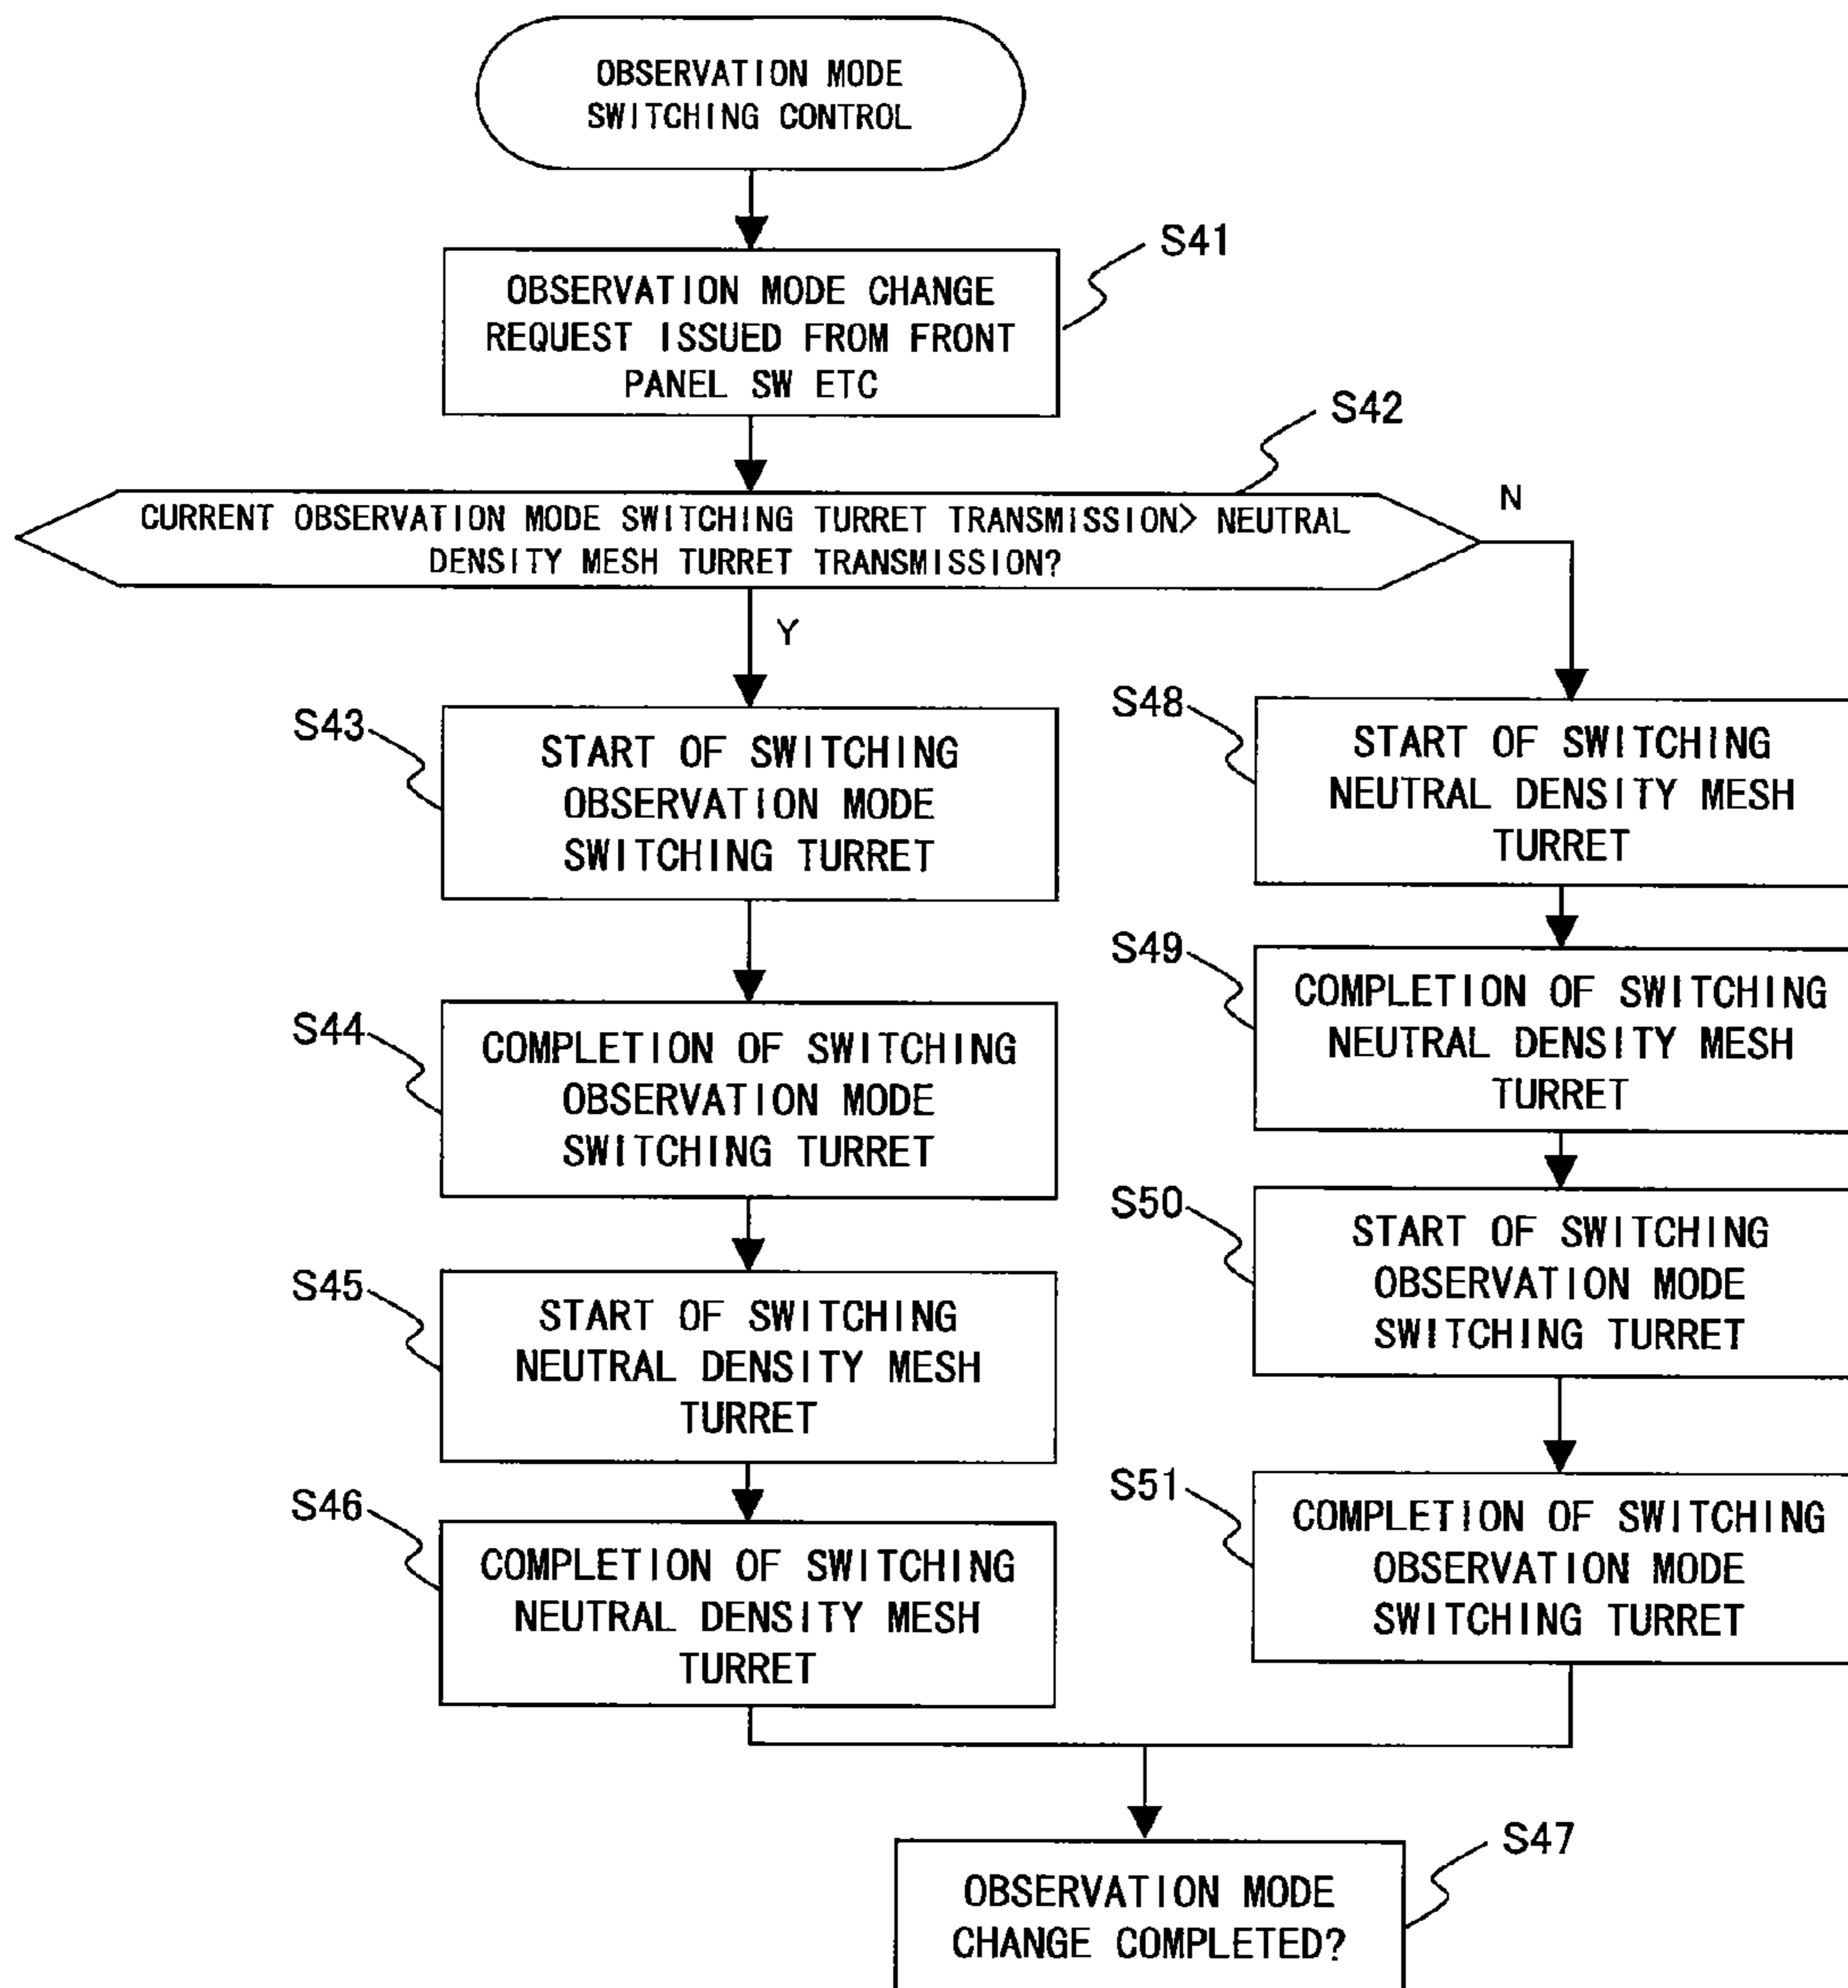 OBSERVATION MODE
SWITCHING CONTROL
S41
OBSERVATION MODE CHANGE
REQUEST ISSUED FROM FRONT
PANEL SW ETC
S42
CURRENT OBSERVATION MODE SWITCHING TURRET TRANSMISSION> NEUTRAL
DENSITY MESH TURRET TRANSMISSION?
N
Y
S43
START OF SWITCHING
OBSERVATION MODE
SWITCHING TURRET
S44
COMPLETION OF SWITCHING
OBSERVATION MODE
SWITCHING TURRET
S45
START OF SWITCHING
NEUTRAL DENSITY MESH
TURRET
S46
COMPLETION OF SWITCHING
NEUTRAL DENSITY MESH
TURRET
S48
START OF SWITCHING
NEUTRAL DENSITY MESH
TURRET
S49
COMPLETION OF SWITCHING
NEUTRAL DENSITY MESH
TURRET
S50
START OF SWITCHING
OBSERVATION MODE
SWITCHING TURRET
S51
COMPLETION OF SWITCHING
OBSERVATION MODE
SWITCHING TURRET
S47
OBSERVATION MODE
CHANGE COMPLETED?